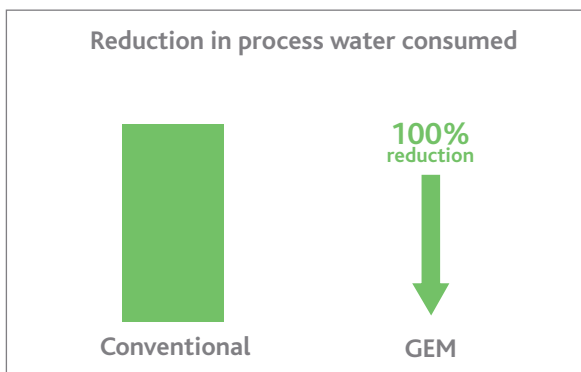 Reduction in process water consumed
100%
reduction
Conventional
GEM